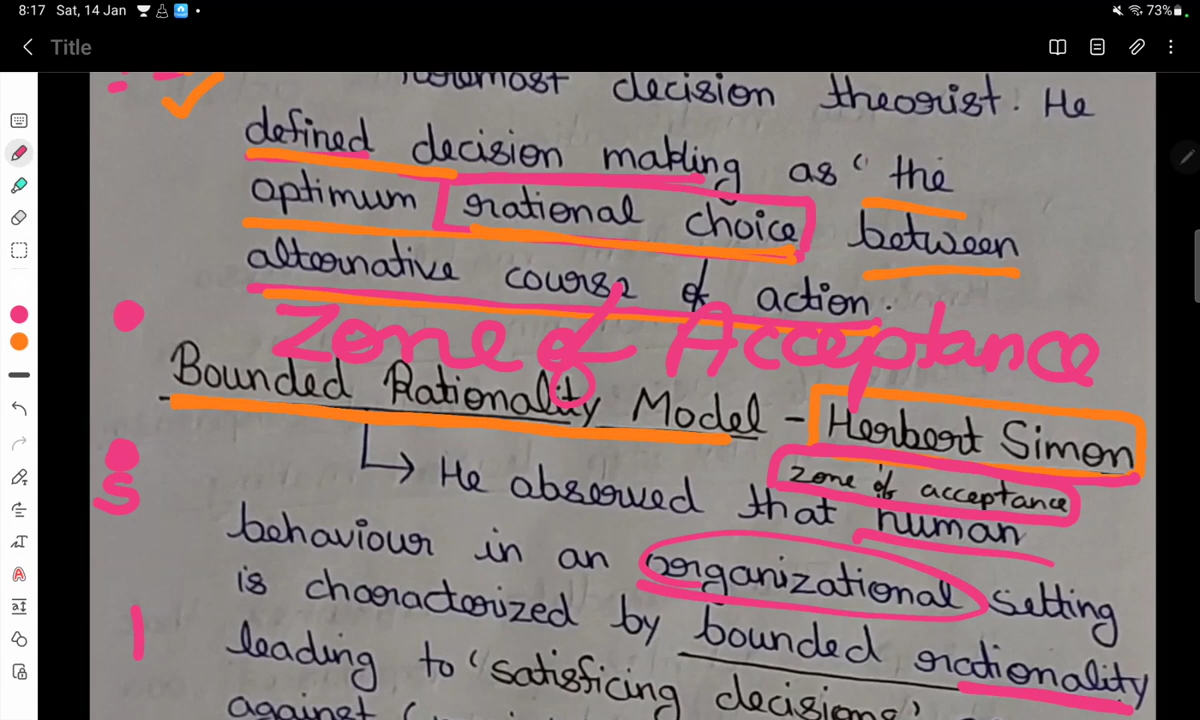 8:17 Sat, 14 Jan
73%
Title
foremost decision theorist. He
defined decision making as “the
optimum rational choice between
alternative course of action.
Zone of Acceptance
Bounded Rationality Model - Herbert Simon
zone of acceptance
He observed that human
behaviour in an organizational setting
is characterized by bounded rationality
leading to ‘satisficing decisions’
against